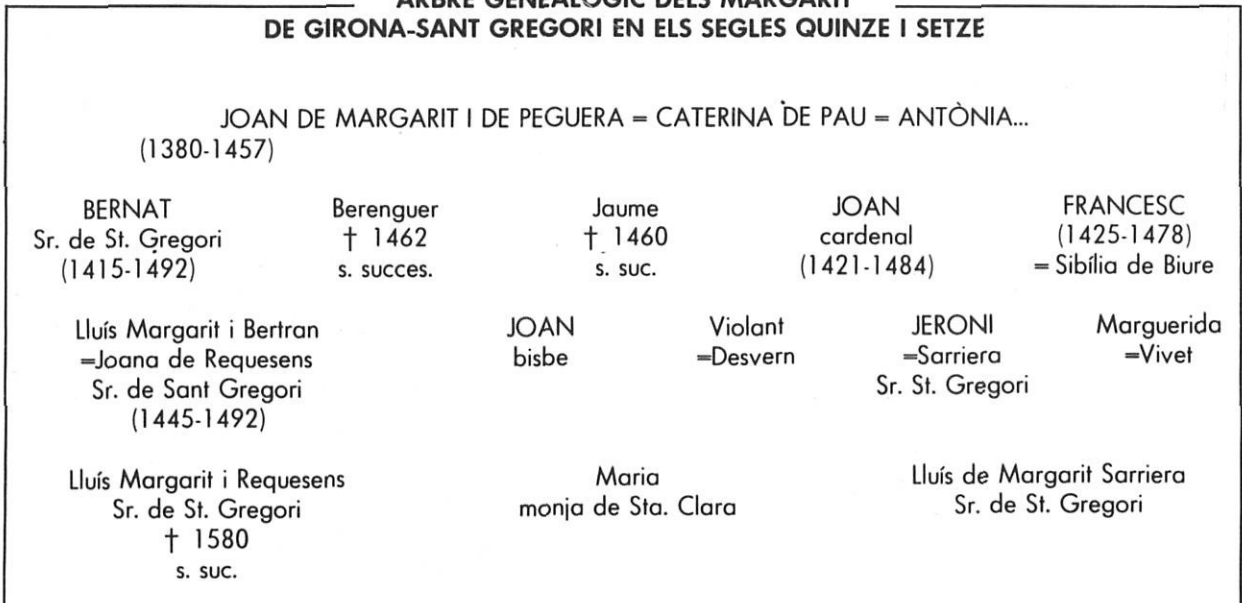 ARBRE GENEALÒGIC DELS MARGARIT
DE GIRONA-SANT GREGORI EN ELS SEGLES QUINZE I SETZE
JOAN DE MARGARIT I DE PEGUERA = CATERINA DE PAU = ANTÒNIA...
(1380-1457)
BERNAT
Sr. de St. Gregori
(1415-1492)
Berenguer
† 1462
s. succes.
Jaume
† 1460
s. suc.
JOAN
cardenal
(1421-1484)
FRANCESC
(1425-1478)
= Sibília de Biure
Lluís Margarit i Bertran
=Joana de Requesens
Sr. de Sant Gregori
(1445-1492)
JOAN
bisbe
Violant
=Desvern
JERONI
=Sarriera
Sr. St. Gregori
Marguerida
=Vivet
Lluís Margarit i Requesens
Sr. de St. Gregori
† 1580
s. suc.
Maria
monja de Sta. Clara
Lluís de Margarit Sarriera
Sr. de St. Gregori